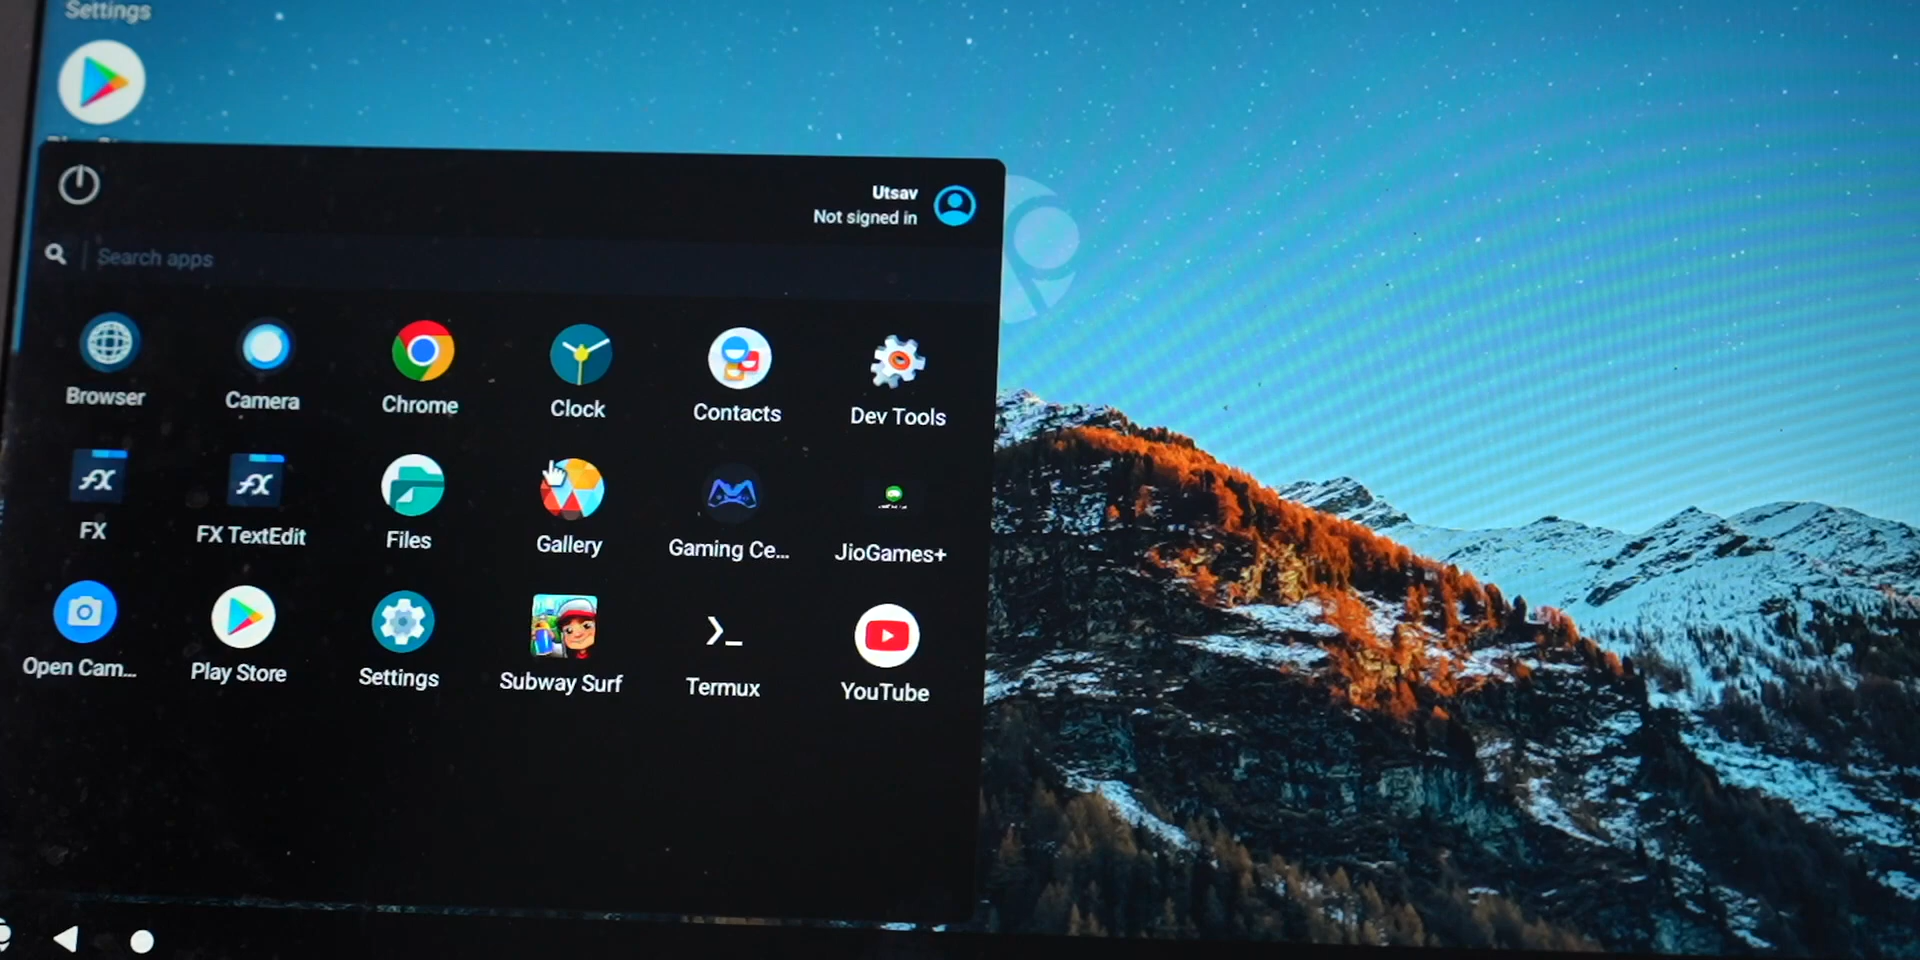 Settings
Utsav
Not signed in
Search apps
Browser
Camera
Chrome
Clock
Contacts
Dev Tools
FX
FX TextEdit
Files
Gallery
Gaming Ce...
JioGames+
Open Cam...
Play Store
Settings
Subway Surf
Termux
YouTube